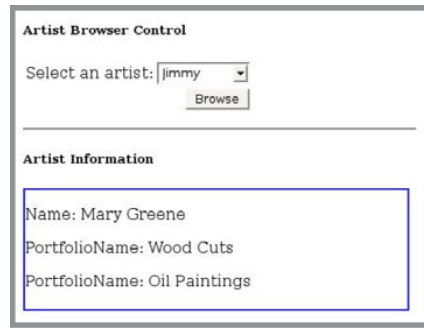 Artist Browser Control
Select an artist: Jimmy
Browse
Artist Information
Name: Mary Greene
PortfolioName: Wood Cuts
PortfolioName: Oil Paintings